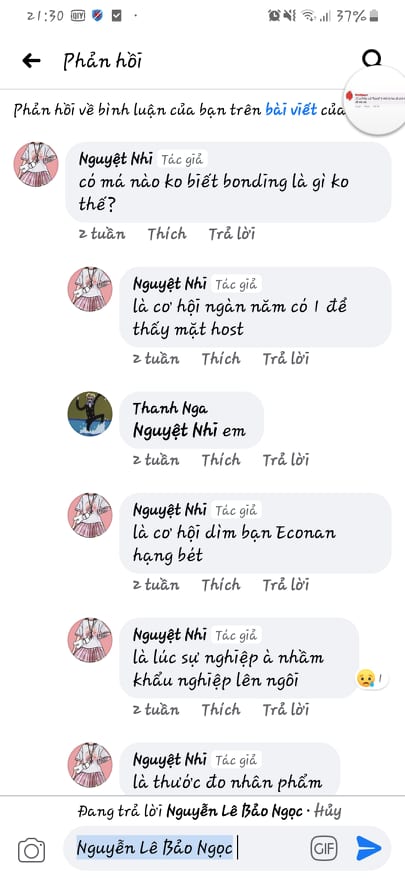 21:30 37%
Phản hồi
Phản hồi về bình luận của bạn trên bài viết của
Nguyệt Nhi Tác giả
có má nào ko biết bonding là gì ko
thế?
2 tuần Thích Trả lời
Nguyệt Nhi Tác giả
là cơ hội ngàn năm có 1 để
thấy mặt host
2 tuần Thích Trả lời
Thanh Nga
Nguyệt Nhi em
2 tuần Thích Trả lời
Nguyệt Nhi Tác giả
là cơ hội dìm bạn Econan
hạng bét
2 tuần Thích Trả lời
Nguyệt Nhi Tác giả
là lúc sự nghiệp à nhầm
khẩu nghiệp lên ngôi
1
2 tuần Thích Trả lời
Nguyệt Nhi Tác giả
là thước đo nhân phẩm
Đang trả lời Nguyễn Lê Bảo Ngọc · Hủy
Nguyễn Lê Bảo Ngọc GIF